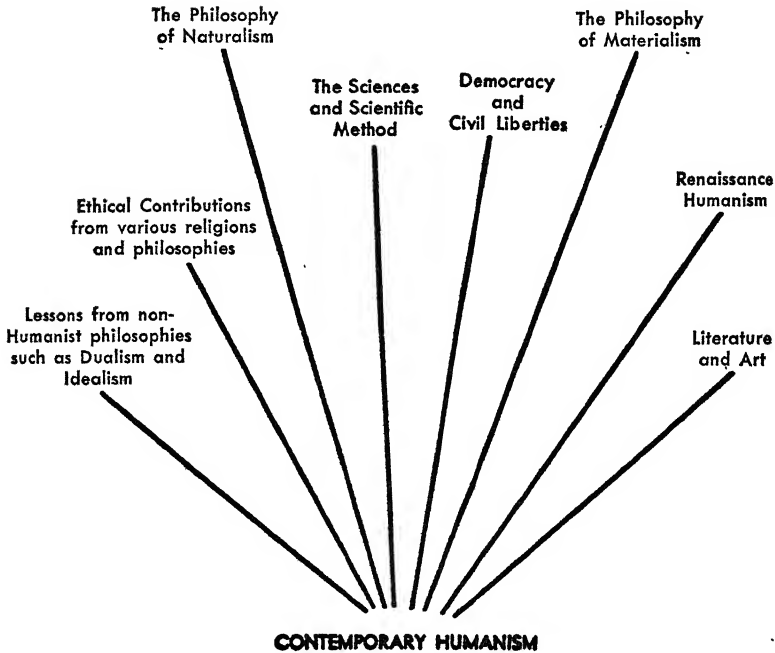 The Philosophy
of Naturalism
The Philosophy
of Materialism
The Sciences
and Scientific
Method
Democracy
and
Civil Liberties
Renaissance
Humanism
Ethical Contributions
from various religions
and philosophies
Lessons from non-
Humanist philosophies
such as Dualism and
Idealism
Literature
and Art
CONTEMPORARY HUMANISM